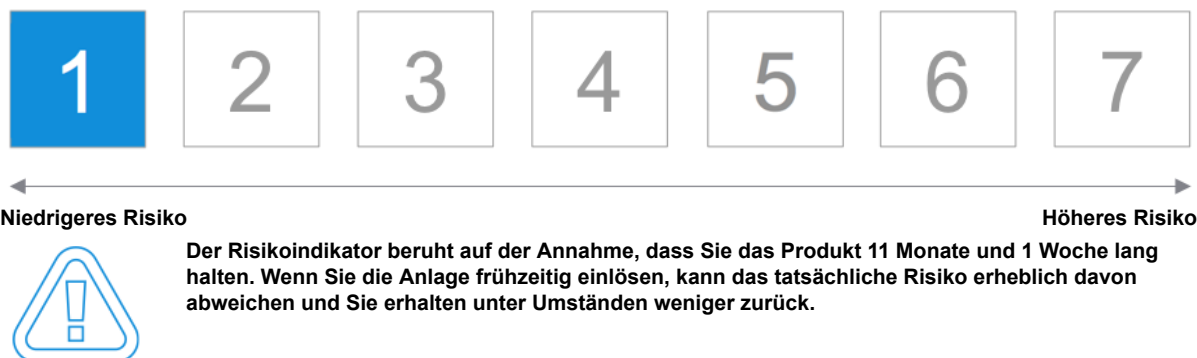 1 2 3 4 5 6 7
Niedrigeres Risiko Höheres Risiko
Der Risikoindikator beruht auf der Annahme, dass Sie das Produkt 11 Monate und 1 Woche lang
halten. Wenn Sie die Anlage frühzeitig einlösen, kann das tatsächliche Risiko erheblich davon
abweichen und Sie erhalten unter Umständen weniger zurück.